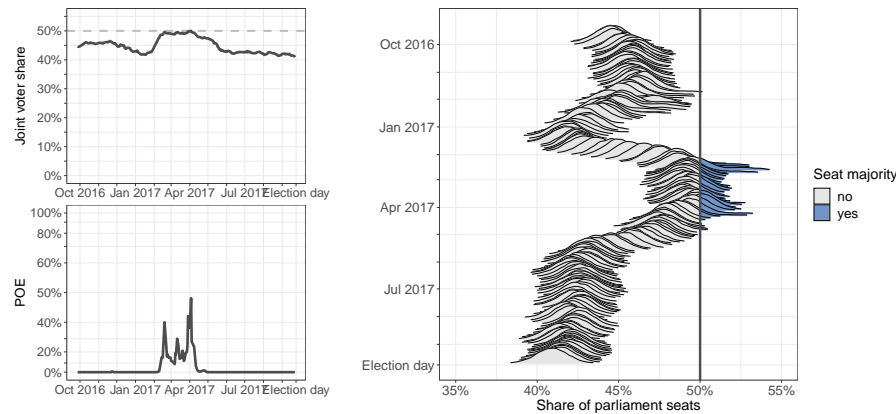 Joint voter share
50%
40%
30%
20%
10%
0%
Oct 2016 Jan 2017 Apr 2017 Jul 2017 Election day
POE
100%
80%
50%
40%
20%
0%
Oct 2016 Jan 2017 Apr 2017 Jul 2017 Election day
Oct 2016
Jan 2017
Apr 2017
Jul 2017
Election day
35% 40% 45% 50% 55%
Share of parliament seats
Seat majority
no
yes